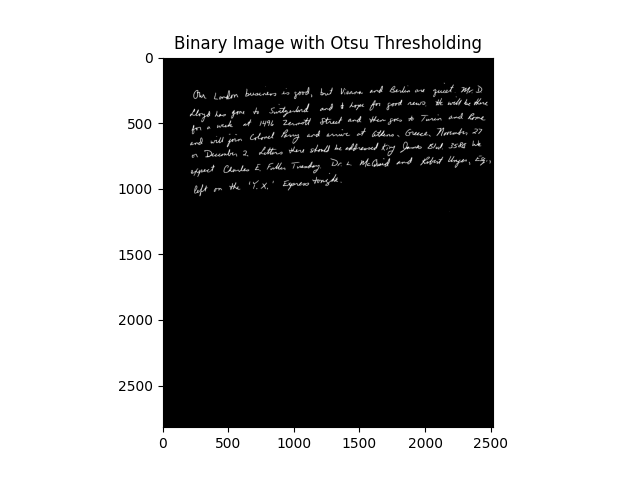 Binary Image with Otsu Thresholding
0
500
1000
1500
2000
2500
Our London business is good, but Vienna and Berlin are quiet. Mr. D.
Lloyd has gone to Switzerland and I hope for good news. He will be there
for a week at 1496 Zermott Street and then goes to Turin and Rome
and will join Colonel Parry and arrive at Athens, Greece, November 27
or December 2. Letters there should be addressed King James Blvd 3580. We
expect Charles E. Fuller Tuesday. Dr. L. McQuaid and Robert Unger, Esq.,
left on the "Y. X." Express tonight.
0 500 1000 1500 2000 2500